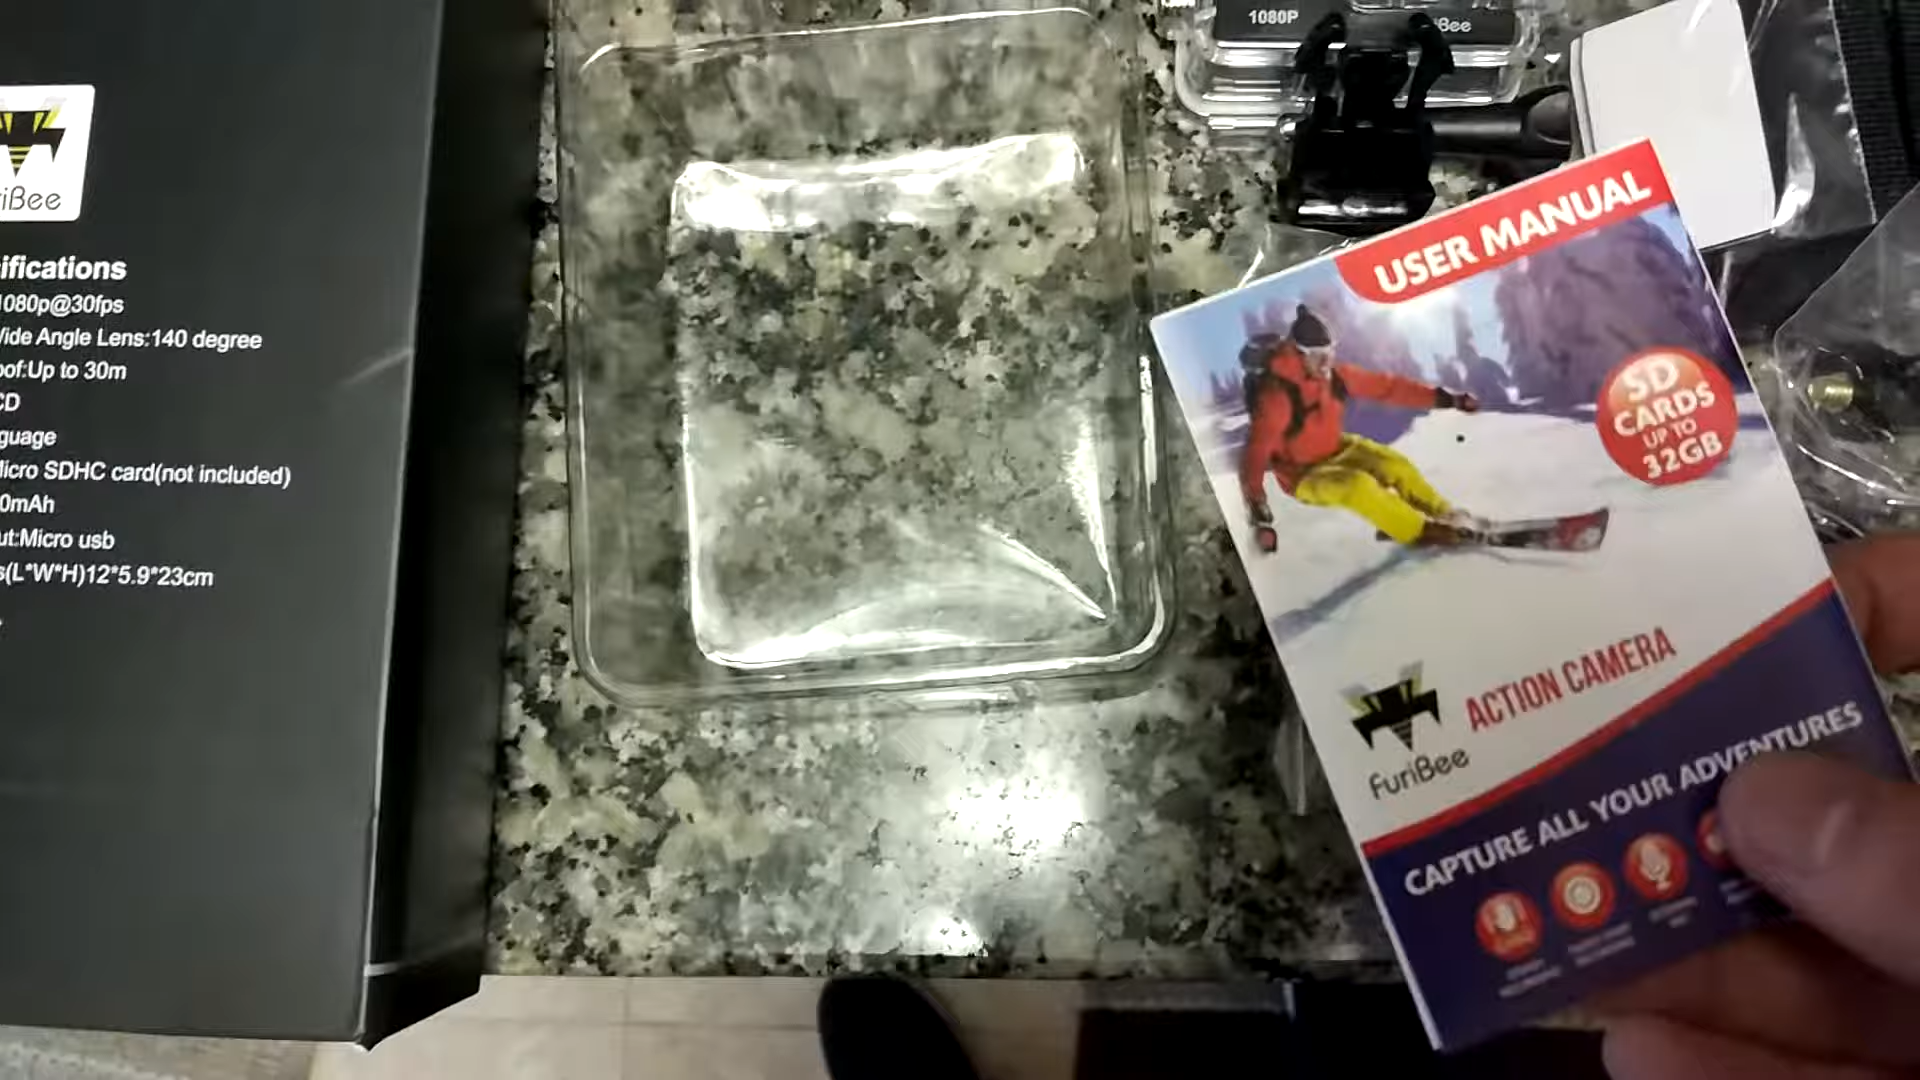 iBee
ifications
1080p@30fps
Wide Angle Lens:140 degree
oof:Up to 30m
CD
guage
Micro SDHC card(not included)
0mAh
ut:Micro usb
s(L*W*H)12*5.9*23cm
1080P
iBee
USER MANUAL
SD
CARDS
UP TO
32GB
ACTION CAMERA
FuriBee
CAPTURE ALL YOUR ADVENTURES